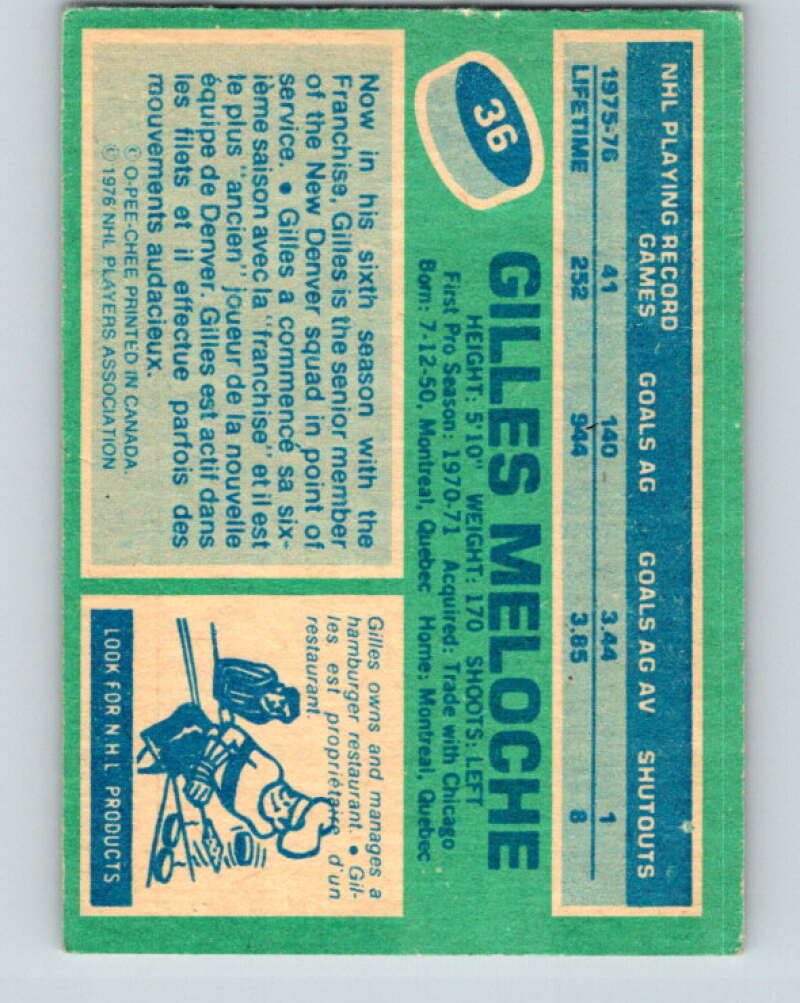 NHL PLAYING RECORD
GAMES GOALS AG GOALS AG AV SHUTOUTS
1975-76 41 140 3.44 1
LIFETIME 252 944 3.85 8
36
GILLES MELOCHE
HEIGHT: 5'10" WEIGHT: 170 SHOOTS: LEFT
First Pro Season: 1970-71 Acquired: Trade with Chicago
Born: 7-12-50, Montreal, Quebec Home: Montreal, Quebec
Now in his sixth season with the
Franchise, Gilles is the senior member
of the New Denver squad in point of
service. • Gilles a commencé sa six-
ième saison avec la "franchise" et il est
le plus "ancien" joueur de la nouvelle
équipe de Denver. Gilles est actif dans
les filets et il effectue parfois des
mouvements audacieux.
© O-PEE-CHEE PRINTED IN CANADA.
© 1976 NHL PLAYERS ASSOCIATION
Gilles owns and manages a
hamburger restaurant. • Gil-
les est propriétaire d'un
restaurant.
LOOK FOR NHL PRODUCTS